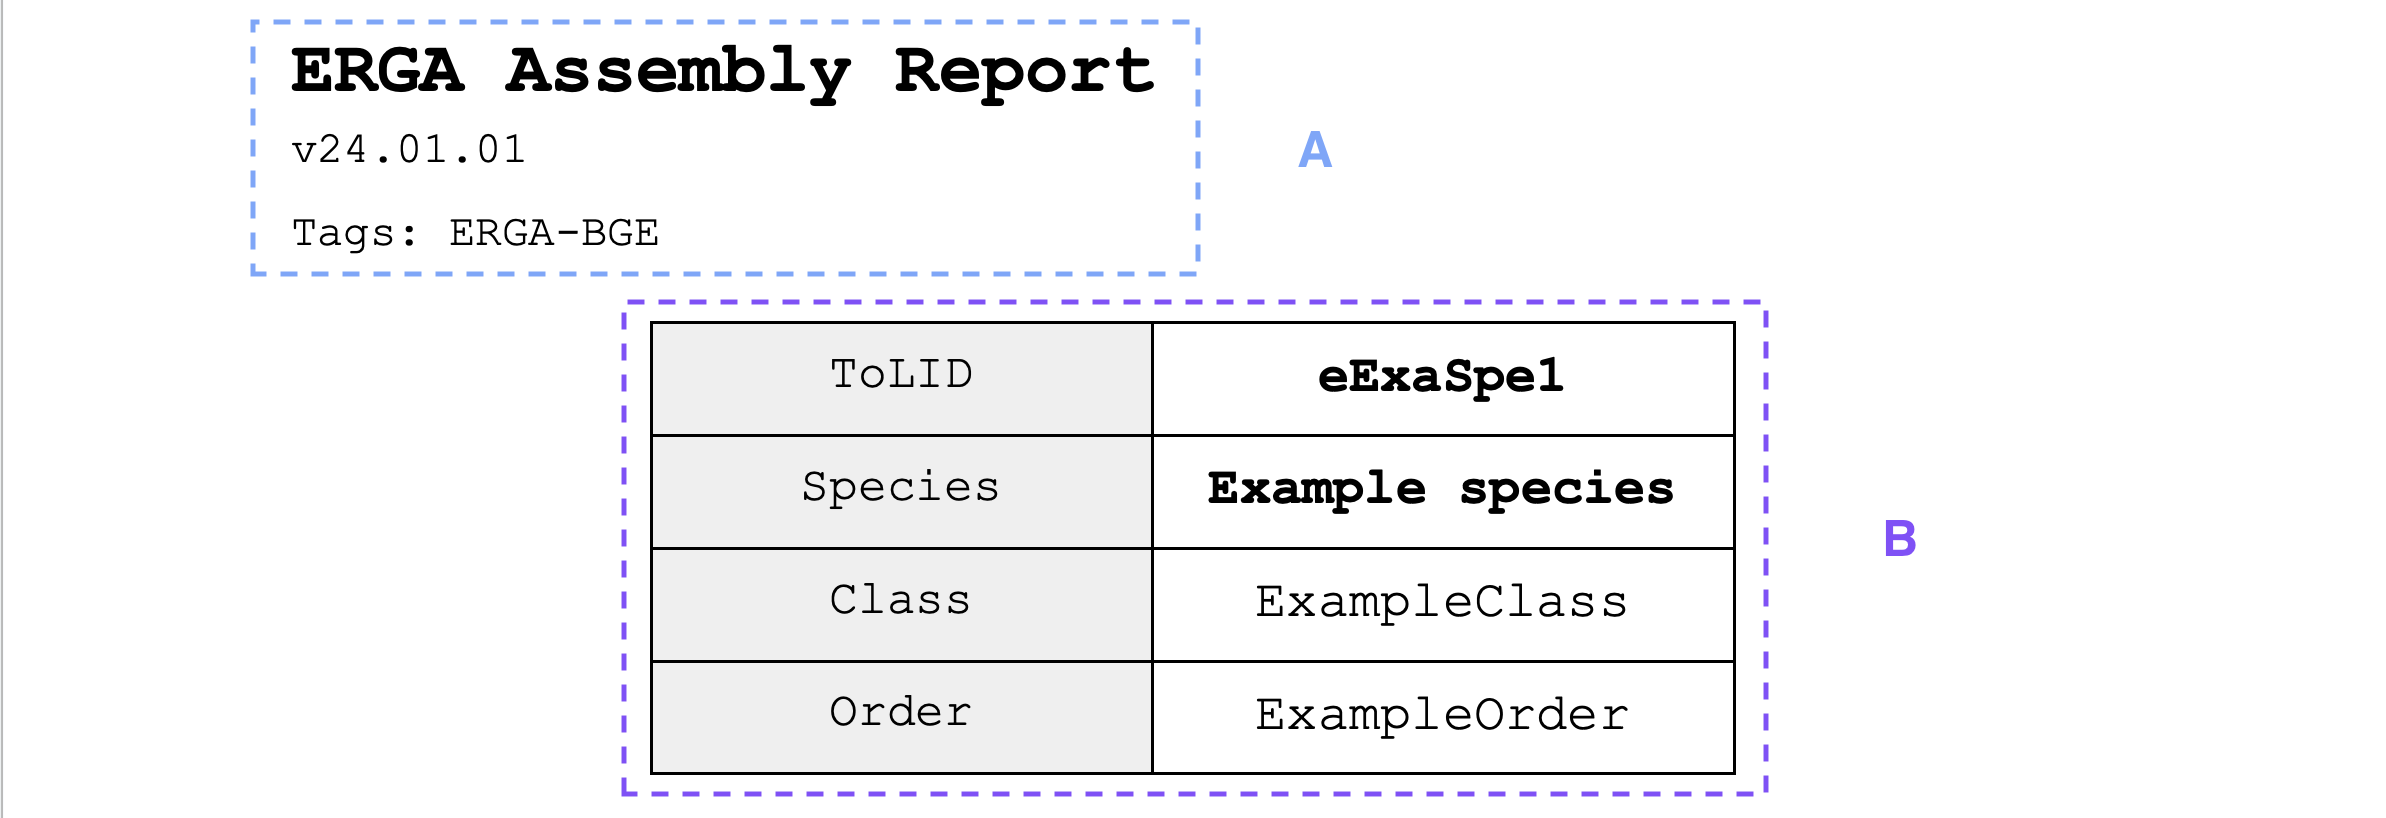 ERGA Assembly Report
v24.01.01
A
Tags: ERGA-BGE
ToLID eExaSpe1
Species Example species
B
Class ExampleClass
Order ExampleOrder